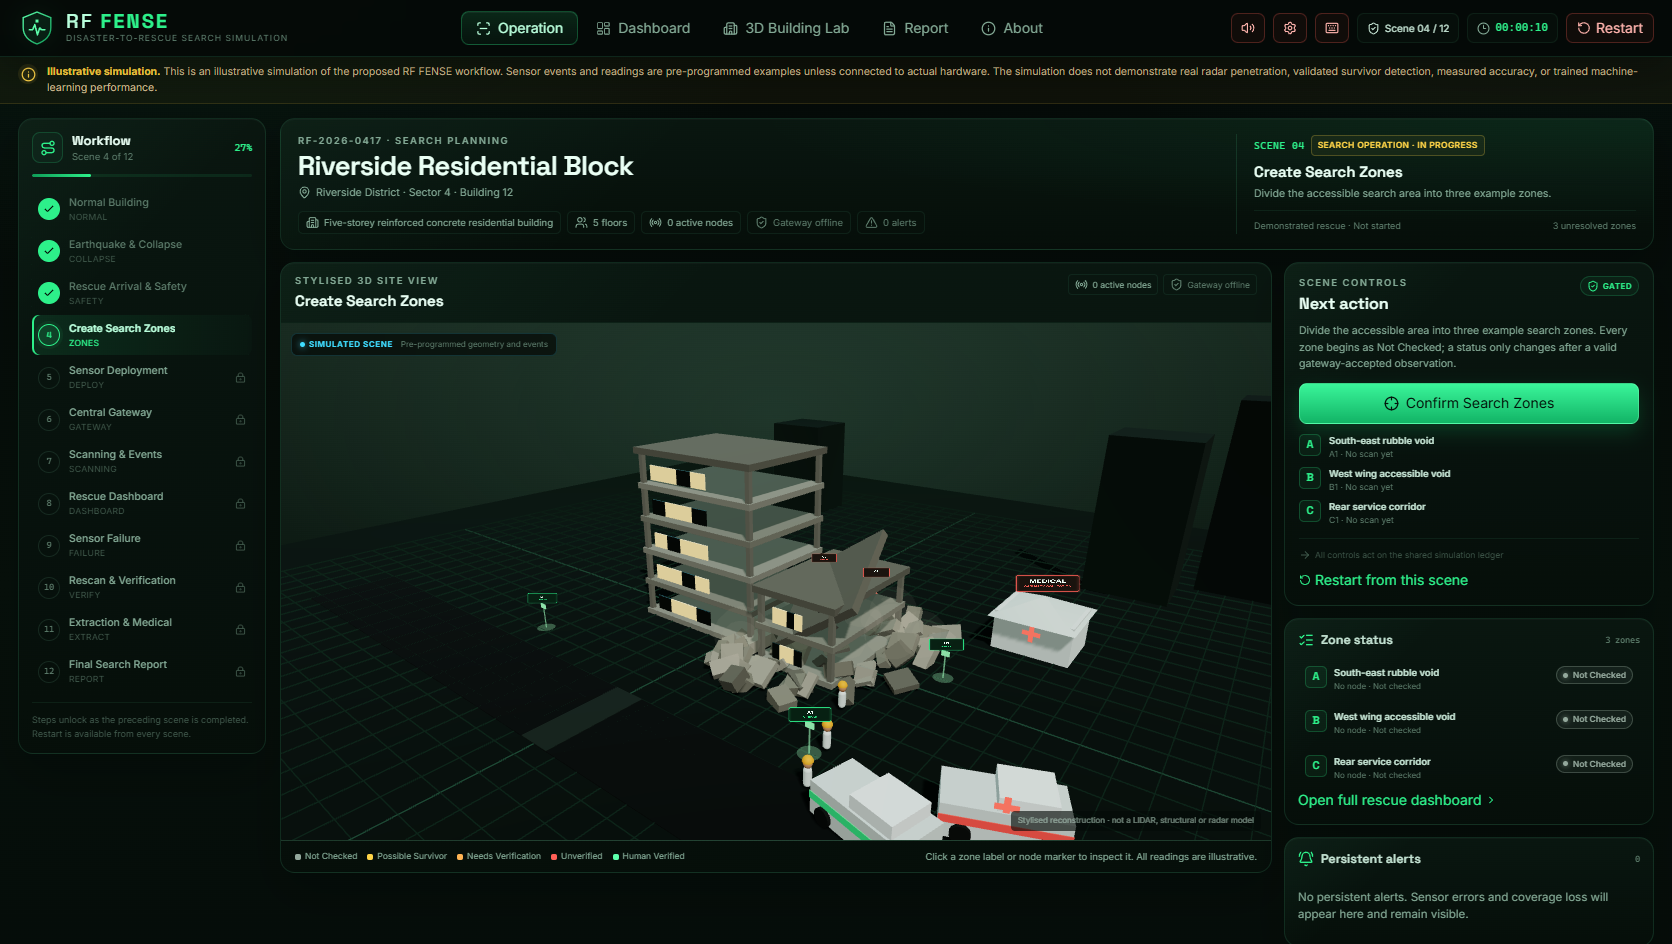 RF FENSE
DISASTER-TO-RESCUE SEARCH SIMULATION
Operation
Dashboard
3D Building Lab
Report
About
Scene 04 / 12
00:00:10
Restart
Illustrative simulation. This is an illustrative simulation of the proposed RF FENSE workflow. Sensor events and readings are pre-programmed examples unless connected to actual hardware. The simulation does not demonstrate real radar penetration, validated survivor detection, measured accuracy, or trained machine-
learning performance.
Workflow
Scene 4 of 12
27%
Normal Building
NORMAL
Earthquake & Collapse
COLLAPSE
Rescue Arrival & Safety
SAFETY
4
Create Search Zones
ZONES
5
Sensor Deployment
DEPLOY
6
Central Gateway
GATEWAY
7
Scanning & Events
SCANNING
8
Rescue Dashboard
DASHBOARD
9
Sensor Failure
FAILURE
10
Rescan & Verification
VERIFY
11
Extraction & Medical
EXTRACT
12
Final Search Report
REPORT
Steps unlock as the preceding scene is completed.
Restart is available from every scene.
RF-2026-0417 · SEARCH PLANNING
Riverside Residential Block
Riverside District · Sector 4 · Building 12
Five-storey reinforced concrete residential building
5 floors
0 active nodes
Gateway offline
0 alerts
SCENE 04
SEARCH OPERATION · IN PROGRESS
Create Search Zones
Divide the accessible search area into three example zones.
Demonstrated rescue · Not started
3 unresolved zones
STYLISED 3D SITE VIEW
Create Search Zones
0 active nodes
Gateway offline
SIMULATED SCENE
Pre-programmed geometry and events
MEDICAL
Stylised reconstruction - not a LIDAR, structural or radar model
Not Checked
Possible Survivor
Needs Verification
Unverified
Human Verified
Click a zone label or node marker to inspect it. All readings are illustrative.
SCENE CONTROLS
Next action
GATED
Divide the accessible area into three example search zones. Every
zone begins as Not Checked; a status only changes after a valid
gateway-accepted observation.
Confirm Search Zones
A
South-east rubble void
A1 · No scan yet
B
West wing accessible void
B1 · No scan yet
C
Rear service corridor
C1 · No scan yet
All controls act on the shared simulation ledger
Restart from this scene
Zone status
3 zones
A
South-east rubble void
No node · Not checked
Not Checked
B
West wing accessible void
No node · Not checked
Not Checked
C
Rear service corridor
No node · Not checked
Not Checked
Open full rescue dashboard
Persistent alerts
0
No persistent alerts. Sensor errors and coverage loss will
appear here and remain visible.